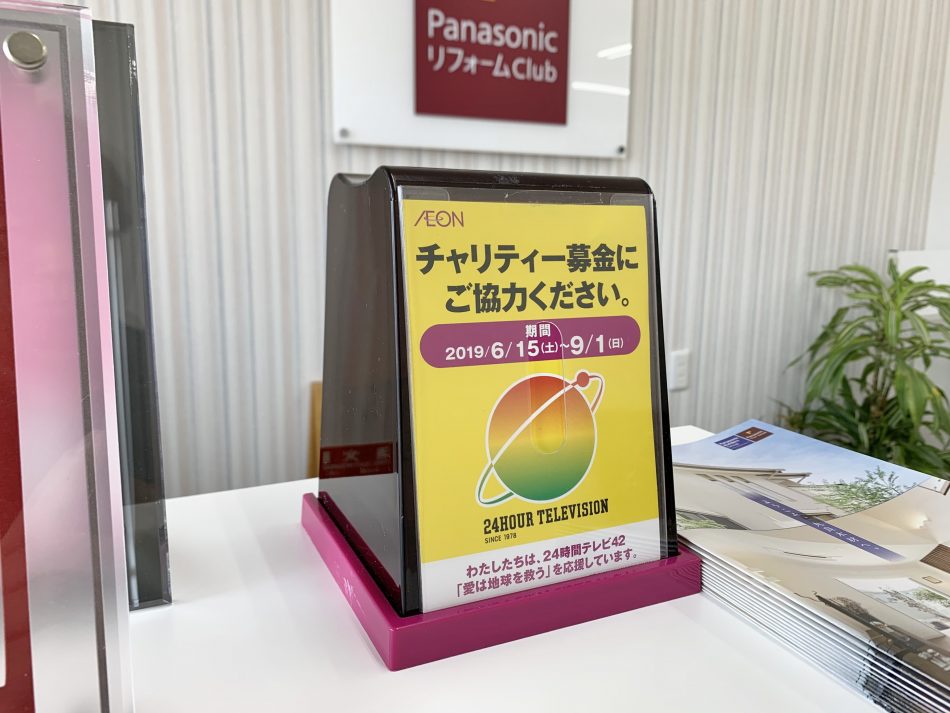 Panasonic
リフォームClub
ÆON
チャリティー募金に
ご協力ください。
期間
2019/6/15(土)~9/1(日)
24HOUR TELEVISION
SINCE 1978
わたしたちは、24時間テレビ42
「愛は地球を救う」を応援しています。